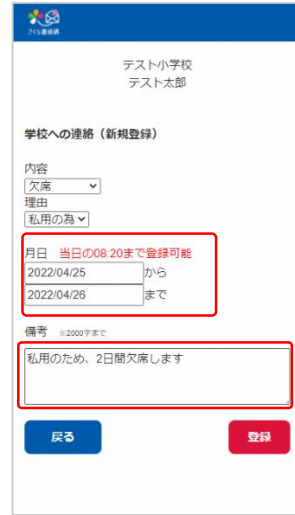 さくら連絡網
テスト小学校
テスト太郎
学校への連絡（新規登録）
内容
欠席
理由
私用の為
月日 当日の08:20まで登録可能
2022/04/25 から
2022/04/26 まで
備考 ※2000字まで
私用のため、2日間欠席します
戻る 登録